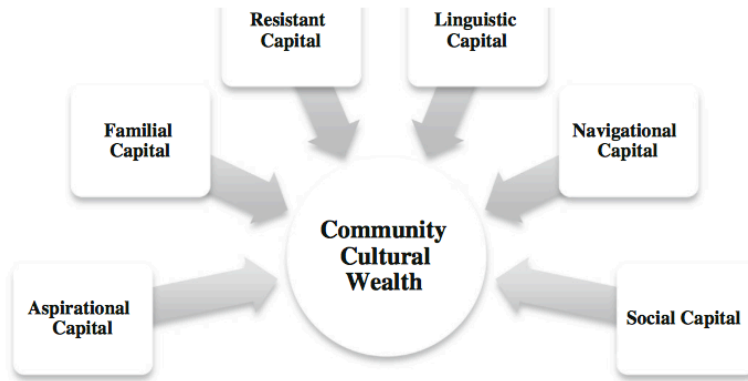 Resistant
Capital
Linguistic
Capital
Familial
Capital
Navigational
Capital
Community
Cultural
Wealth
Aspirational
Capital
Social Capital